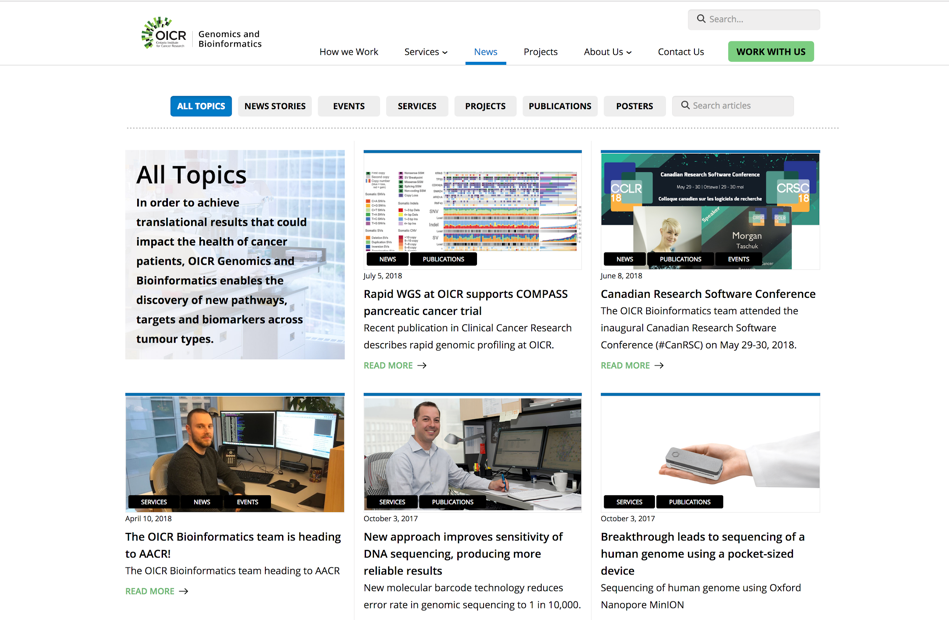 Search...
OICR
Genomics and
Bioinformatics
How we Work
Services
News
Projects
About Us
Contact Us
WORK WITH US
ALL TOPICS
NEWS STORIES
EVENTS
SERVICES
PROJECTS
PUBLICATIONS
POSTERS
Search articles
All Topics
In order to achieve
translational results that could
impact the health of cancer
patients, OICR Genomics and
Bioinformatics enables the
discovery of new pathways,
targets and biomarkers across
tumour types.
NEWS
PUBLICATIONS
July 5, 2018
Rapid WGS at OICR supports COMPASS
pancreatic cancer trial
Recent publication in Clinical Cancer Research
describes rapid genomic profiling at OICR.
READ MORE
Canadian Research Software Conference
May 29 - 30 | Ottawa | 29 - 30 mai
Colloque canadien sur les logiciels de recherche
CCLR
18
CRSC
18
Speaker
Morgan
Taschuk
NEWS
PUBLICATIONS
EVENTS
June 8, 2018
Canadian Research Software Conference
The OICR Bioinformatics team attended the
inaugural Canadian Research Software
Conference (#CanRSC) on May 29-30, 2018.
READ MORE
SERVICES
NEWS
EVENTS
April 10, 2018
The OICR Bioinformatics team is heading
to AACR!
The OICR Bioinformatics team heading to AACR
READ MORE
SERVICES
PUBLICATIONS
October 3, 2017
New approach improves sensitivity of
DNA sequencing, producing more
reliable results
New molecular barcode technology reduces
error rate in genomic sequencing to 1 in 10,000.
SERVICES
PUBLICATIONS
October 3, 2017
Breakthrough leads to sequencing of a
human genome using a pocket-sized
device
Sequencing of human genome using Oxford
Nanopore MinION